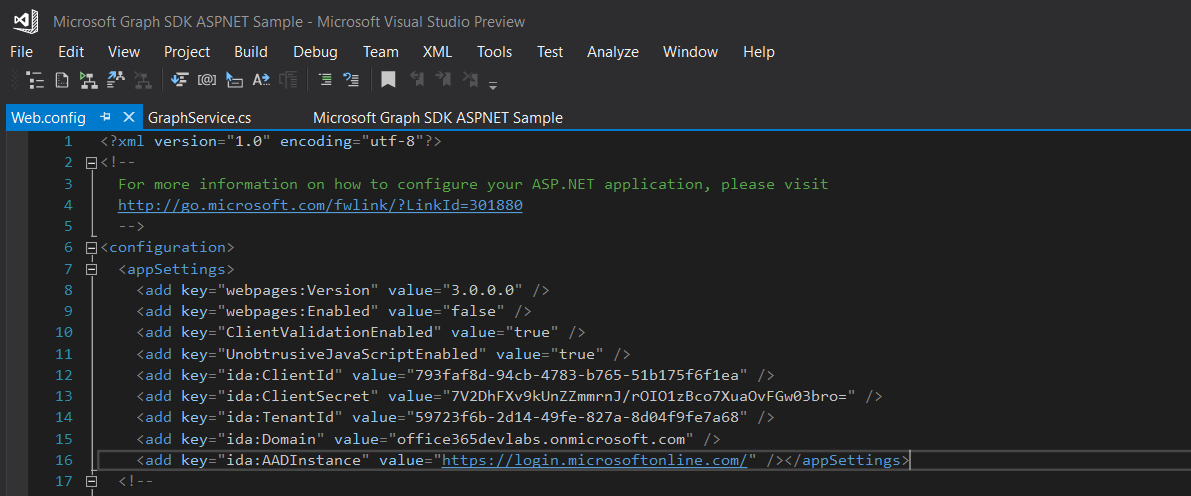 Microsoft Graph SDK ASPNET Sample - Microsoft Visual Studio Preview
File Edit View Project Build Debug Team XML Tools Test Analyze Window Help
Web.config GraphService.cs Microsoft Graph SDK ASPNET Sample
1 <?xml version="1.0" encoding="utf-8"?>
2 <!--
3 For more information on how to configure your ASP.NET application, please visit
4 http://go.microsoft.com/fwlink/?LinkId=301880
5 -->
6 <configuration>
7 <appSettings>
8 <add key="webpages:Version" value="3.0.0.0" />
9 <add key="webpages:Enabled" value="false" />
10 <add key="ClientValidationEnabled" value="true" />
11 <add key="UnobtrusiveJavaScriptEnabled" value="true" />
12 <add key="ida:ClientId" value="793faf8d-94cb-4783-b765-51b175f6f1ea" />
13 <add key="ida:ClientSecret" value="7V2DhFXv9kUnZZmmrnJ/rOIO1zBco7XuaOvFGw03bro=" />
14 <add key="ida:TenantId" value="59723f6b-2d14-49fe-827a-8d04f9fe7a68" />
15 <add key="ida:Domain" value="office365devlabs.onmicrosoft.com" />
16 <add key="ida:AADInstance" value="https://login.microsoftonline.com/" /></appSettings>
17 <!--